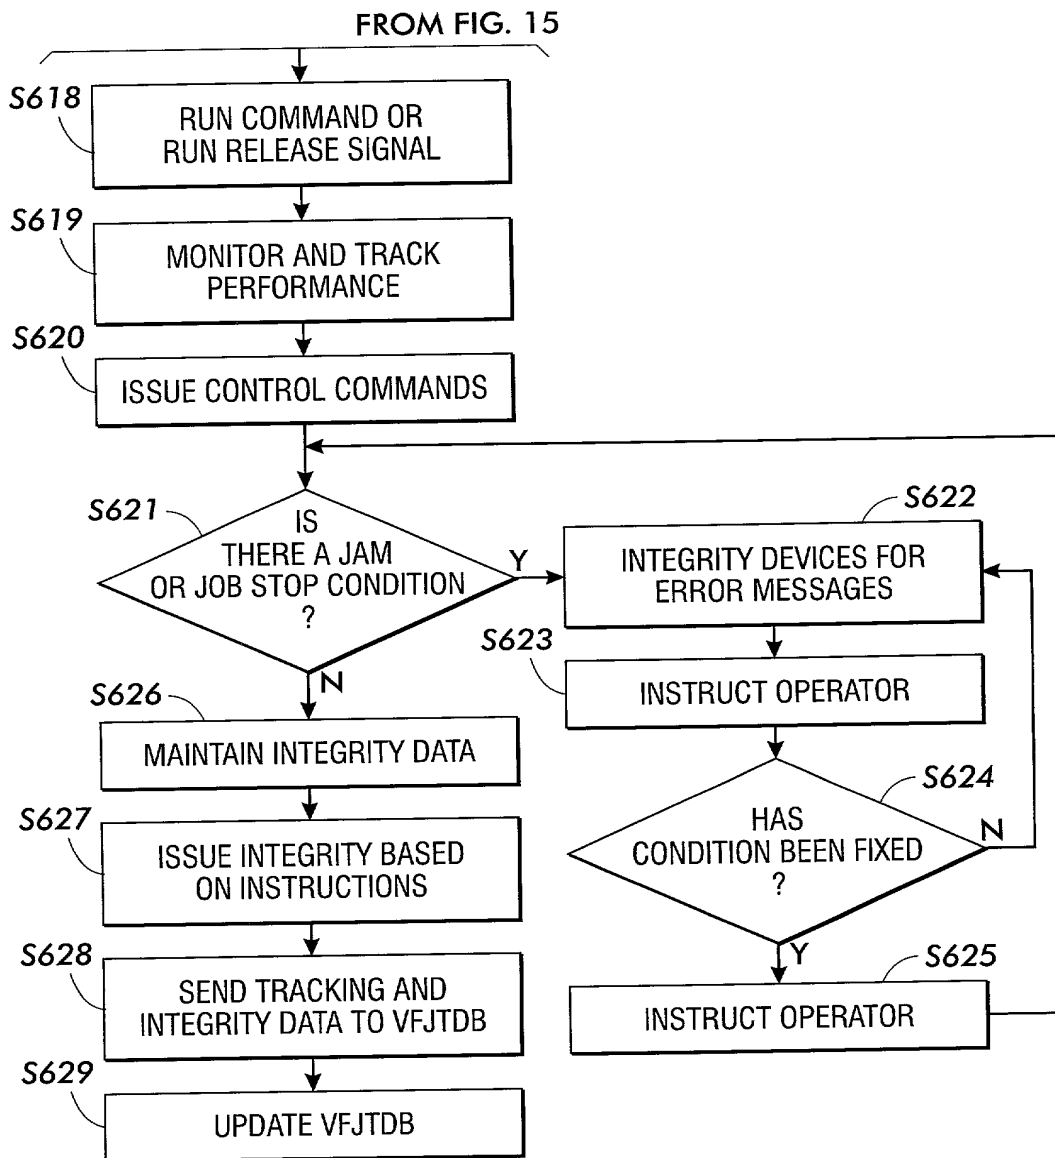 FROM FIG. 15
S618
RUN COMMAND OR
RUN RELEASE SIGNAL
S619
MONITOR AND TRACK
PERFORMANCE
S620
ISSUE CONTROL COMMANDS
S621
IS
THERE A JAM
OR JOB STOP CONDITION
?
Y
N
S622
INTEGRITY DEVICES FOR
ERROR MESSAGES
S623
INSTRUCT OPERATOR
S624
HAS
CONDITION BEEN FIXED
?
N
Y
S625
INSTRUCT OPERATOR
S626
MAINTAIN INTEGRITY DATA
S627
ISSUE INTEGRITY BASED
ON INSTRUCTIONS
S628
SEND TRACKING AND
INTEGRITY DATA TO VFJTDB
S629
UPDATE VFJTDB